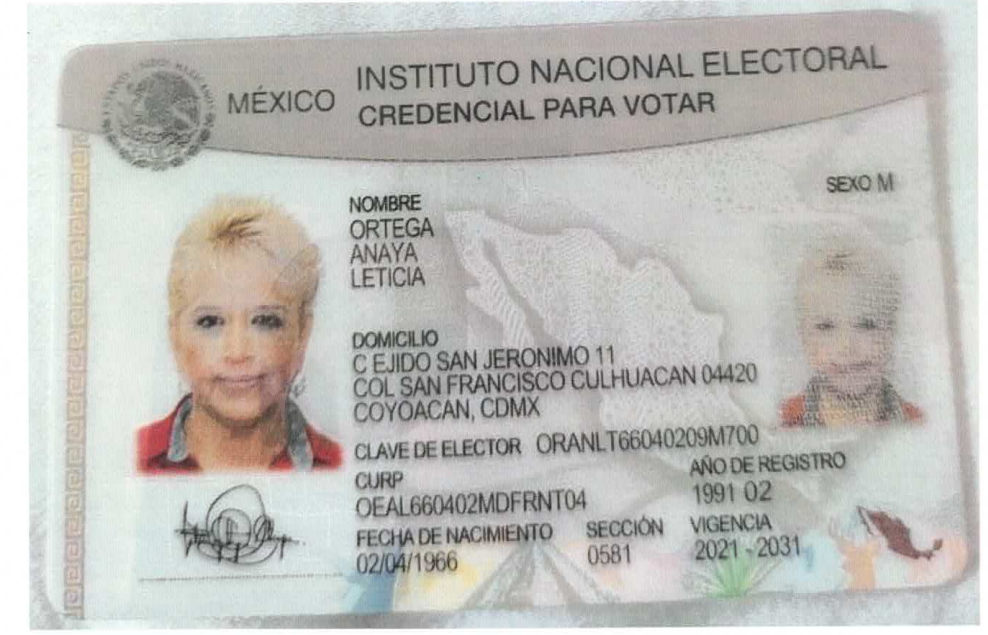 MÉXICO
INSTITUTO NACIONAL ELECTORAL
CREDENCIAL PARA VOTAR
SEXO M
NOMBRE
ORTEGA
ANAYA
LETICIA
DOMICILIO
C EJIDO SAN JERONIMO 11
COL SAN FRANCISCO CULHUACAN 04420
COYOACAN, CDMX
CLAVE DE ELECTOR ORANLT66040209M700
CURP
OEAL660402MDFRNT04
AÑO DE REGISTRO
1991 02
FECHA DE NACIMIENTO
02/04/1966
SECCIÓN
0581
VIGENCIA
2021 - 2031